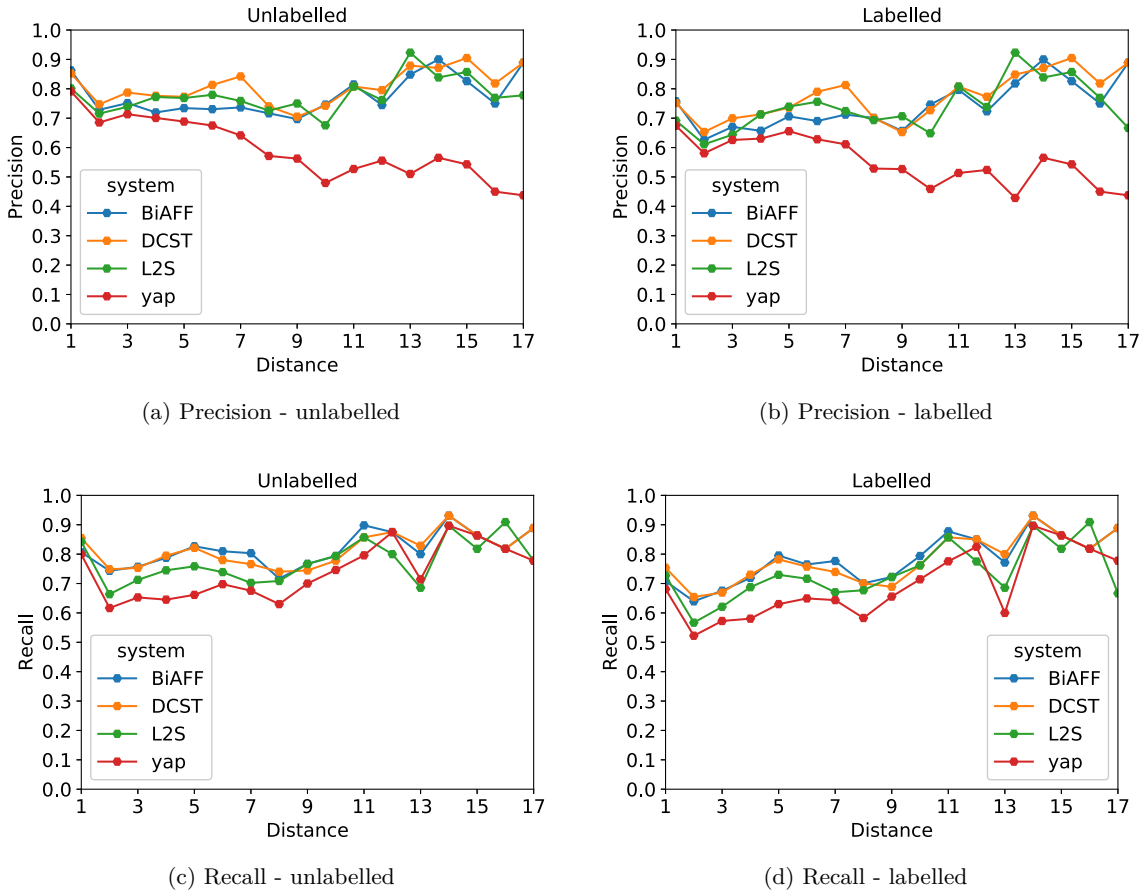 Unlabelled
1.0
0.9
0.8
0.7
0.6
0.5
0.4
0.3
0.2
0.1
0.0
Precision
system
BiAFF
DCST
L2S
yap
1 3 5 7 9 11 13 15 17
Distance
(a) Precision - unlabelled
Labelled
1.0
0.9
0.8
0.7
0.6
0.5
0.4
0.3
0.2
0.1
0.0
Precision
system
BiAFF
DCST
L2S
yap
1 3 5 7 9 11 13 15 17
Distance
(b) Precision - labelled
Unlabelled
1.0
0.9
0.8
0.7
0.6
0.5
0.4
0.3
0.2
0.1
0.0
Recall
system
BiAFF
DCST
L2S
yap
1 3 5 7 9 11 13 15 17
Distance
(c) Recall - unlabelled
Labelled
1.0
0.9
0.8
0.7
0.6
0.5
0.4
0.3
0.2
0.1
0.0
Recall
system
BiAFF
DCST
L2S
yap
1 3 5 7 9 11 13 15 17
Distance
(d) Recall - labelled